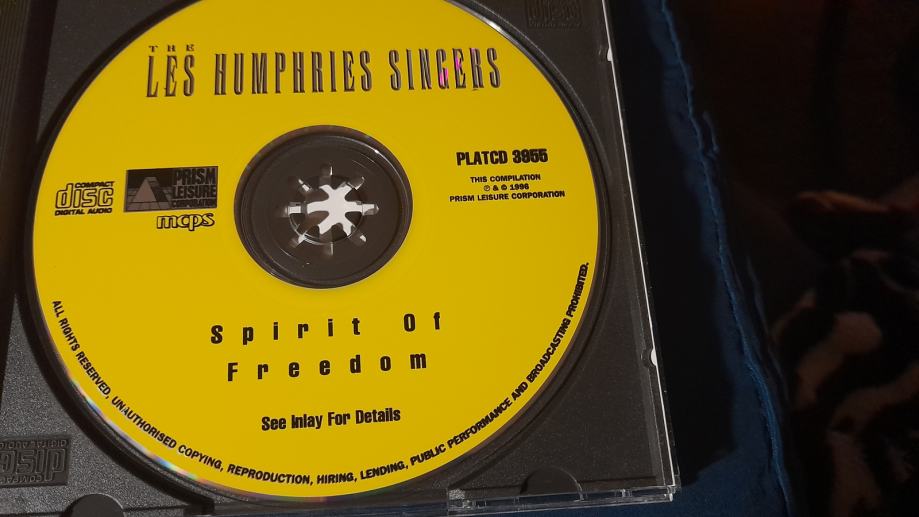 THE
LES HUMPHRIES SINGERS
COMPACT
disc
DIGITAL AUDIO
PRISM
LEISURE
CORPORATION
mcps
PLATCD 3955
THIS COMPILATION
℗ & © 1996
PRISM LEISURE CORPORATION
Spirit Of
Freedom
See Inlay For Details
ALL RIGHTS RESERVED, UNAUTHORISED COPYING, REPRODUCTION, HIRING, LENDING, PUBLIC PERFORMANCE AND BROADCASTING PROHIBITED.